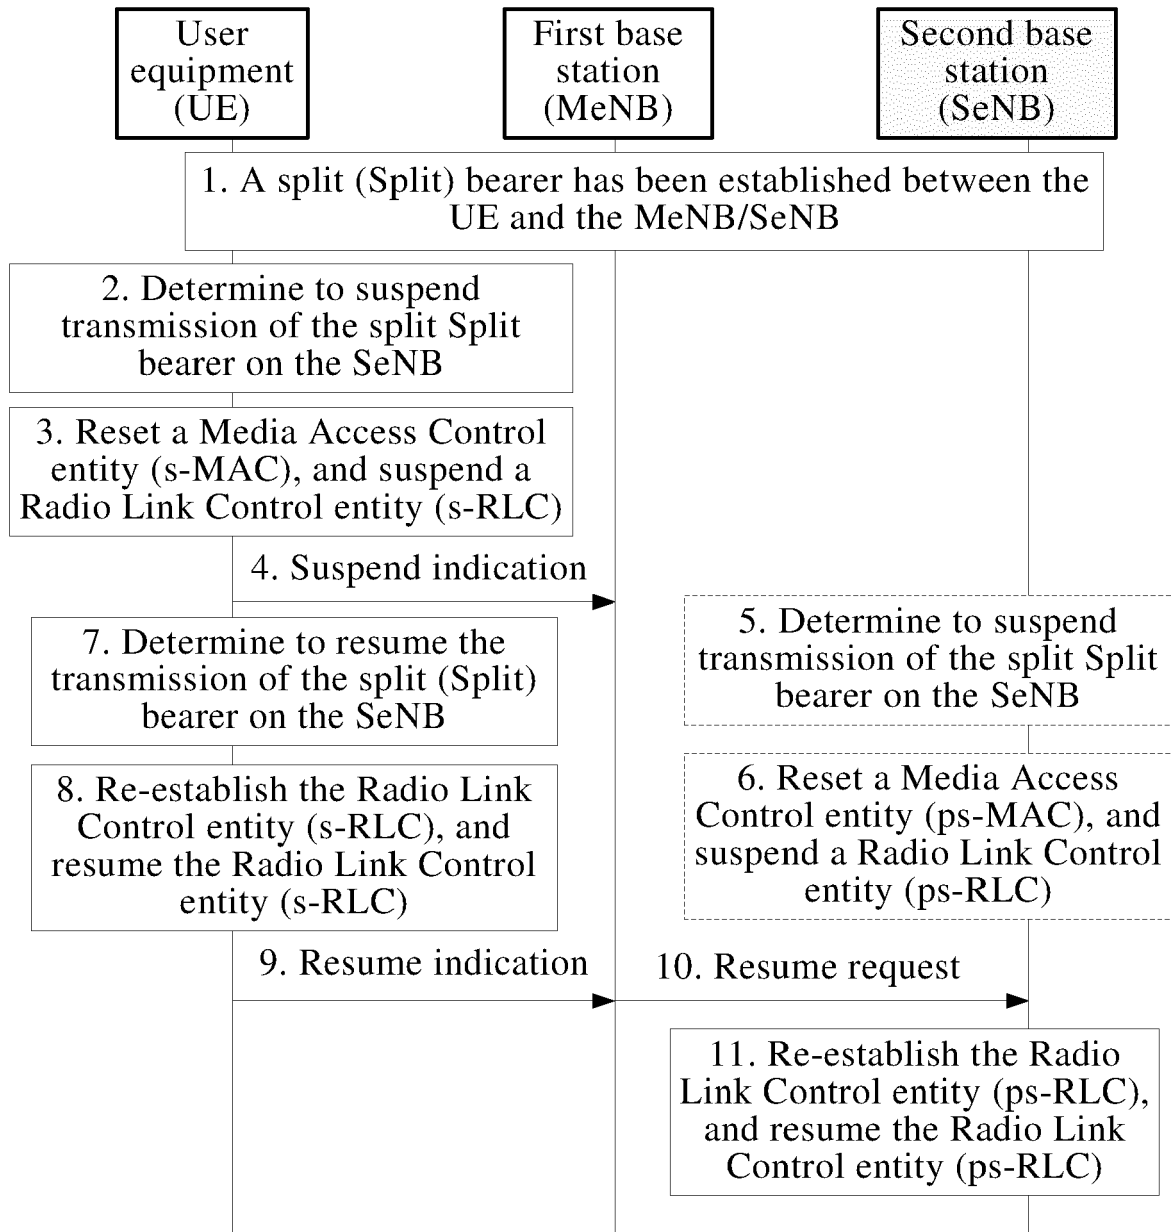 User
equipment
(UE)
First base
station
(MeNB)
Second base
station
(SeNB)
1. A split (Split) bearer has been established between the
UE and the MeNB/SeNB
2. Determine to suspend
transmission of the split Split
bearer on the SeNB
3. Reset a Media Access Control
entity (s-MAC), and suspend a
Radio Link Control entity (s-RLC)
4. Suspend indication
5. Determine to suspend
transmission of the split Split
bearer on the SeNB
6. Reset a Media Access
Control entity (ps-MAC), and
suspend a Radio Link Control
entity (ps-RLC)
7. Determine to resume the
transmission of the split (Split)
bearer on the SeNB
8. Re-establish the Radio Link
Control entity (s-RLC), and
resume the Radio Link Control
entity (s-RLC)
9. Resume indication
10. Resume request
11. Re-establish the Radio
Link Control entity (ps-RLC),
and resume the Radio Link
Control entity (ps-RLC)